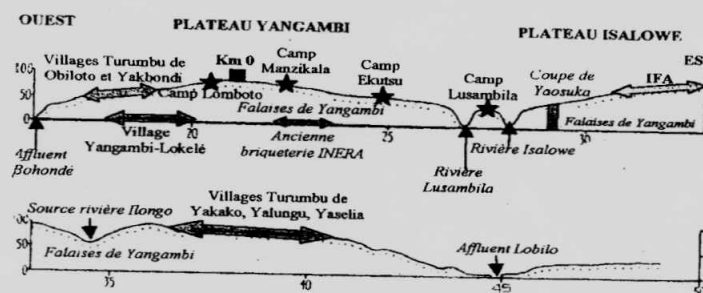 OUEST
PLATEAU YANGAMBI
PLATEAU ISALOWE
ES
Villages Turumbu de
Obiloto et Yakbondi
Km 0
Camp
Manzikala
Camp
Ekutsu
Camp
Lusambila
Coupe de
Yaosuka
IFA
Camp Lomboto
Falaises de Yangambi
Falaises de Yangambi
50
0
20
25
30
Village
Yangambi-Lokelé
Ancienne
briqueterie INERA
Affluent
Bohondé
Rivière Isalowe
Rivière
Lusambila
Villages Turumbu de
Yakako, Yalungu, Yaselia
Source rivière Ilongo
Affluent Lobilo
50
Falaises de Yangambi
0
35
40
45